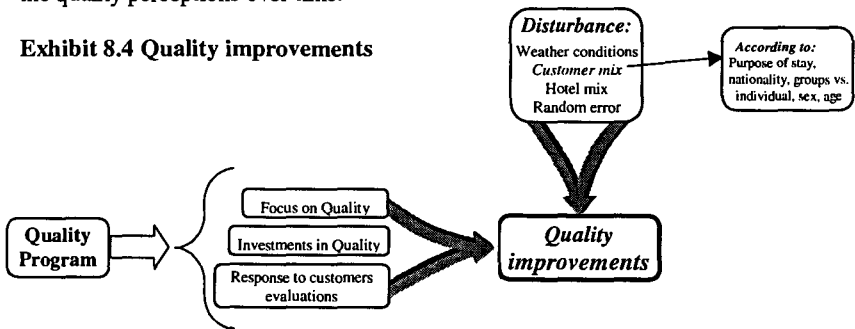 the quality perceptions over time.
Exhibit 8.4 Quality improvements
Disturbance:
Weather conditions
Customer mix
Hotel mix
Random error
According to:
Purpose of stay,
nationality, groups vs.
individual, sex, age
Quality
Program
Focus on Quality
Investments in Quality
Response to customers
evaluations
Quality
improvements